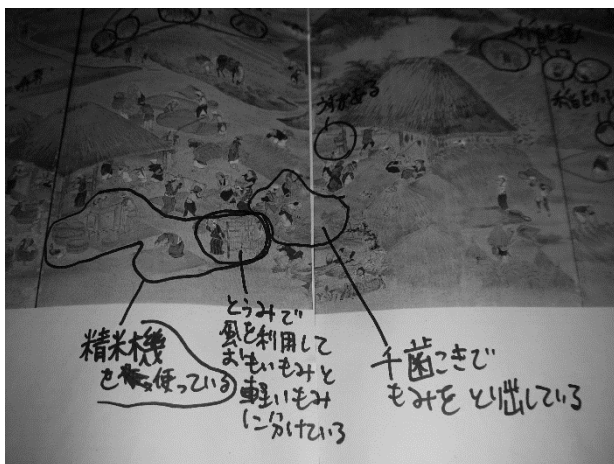 精米機
を使っている
とうみで
風を利用して
おもいもみと
軽いもみ
に分けている
千歯こきで
もみをとり出している